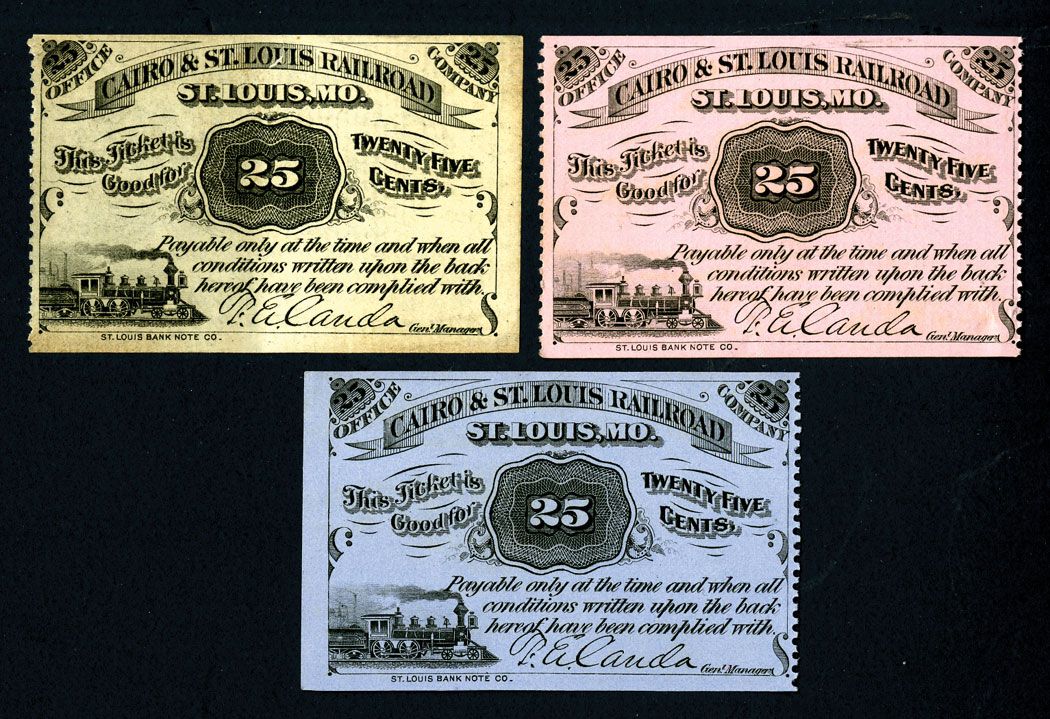 25 25
OFFICE CAIRO & ST. LOUIS RAILROAD COMPANY
ST. LOUIS, MO.
This Ticket is Good for
25
TWENTY FIVE CENTS,
Payable only at the time and when all
conditions written upon the back
hereof have been complied with.
P. E. Canda Genl. Manager
ST. LOUIS BANK NOTE CO.
25 25
OFFICE CAIRO & ST. LOUIS RAILROAD COMPANY
ST. LOUIS, MO.
This Ticket is Good for
25
TWENTY FIVE CENTS,
Payable only at the time and when all
conditions written upon the back
hereof have been complied with.
P. E. Canda Genl. Manager
ST. LOUIS BANK NOTE CO.
25 25
OFFICE CAIRO & ST. LOUIS RAILROAD COMPANY
ST. LOUIS, MO.
This Ticket is Good for
25
TWENTY FIVE CENTS,
Payable only at the time and when all
conditions written upon the back
hereof have been complied with.
P. E. Canda Genl. Manager
ST. LOUIS BANK NOTE CO.